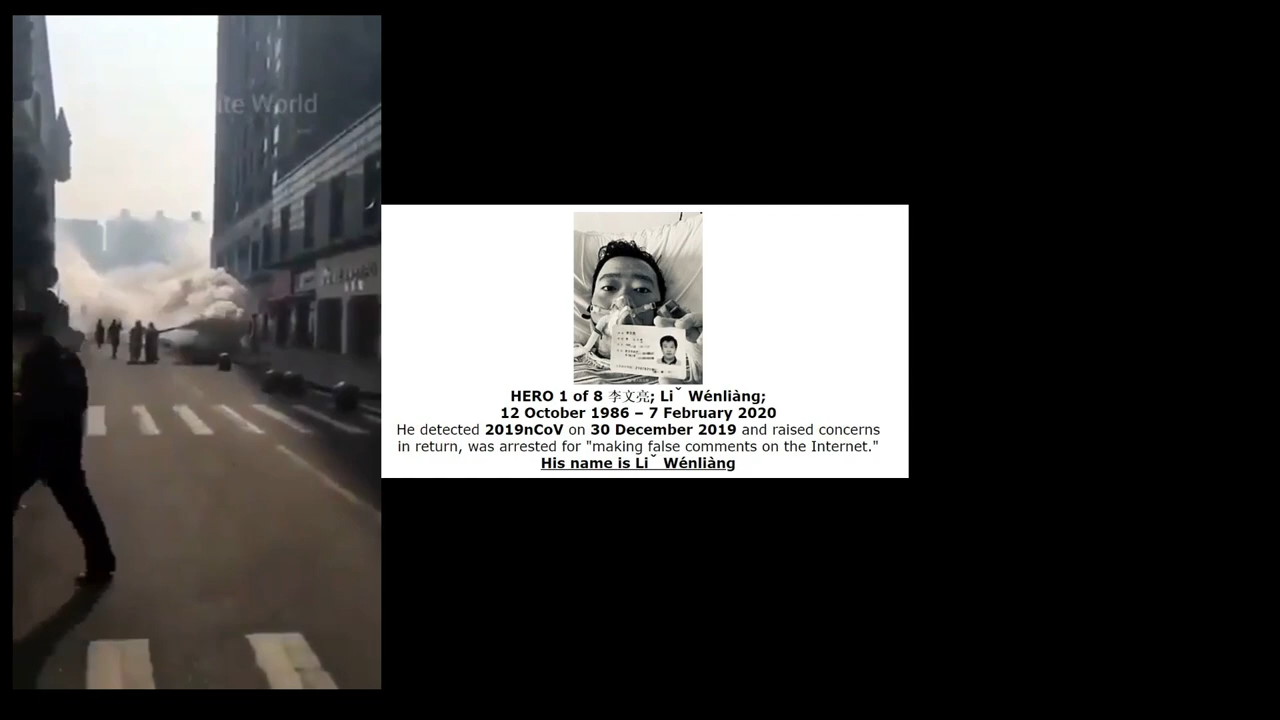 ite World
HERO 1 of 8 李文亮; Liˇ Wénliàng;
12 October 1986 – 7 February 2020
He detected 2019nCoV on 30 December 2019 and raised concerns
in return, was arrested for "making false comments on the Internet."
His name is Liˇ Wénliàng